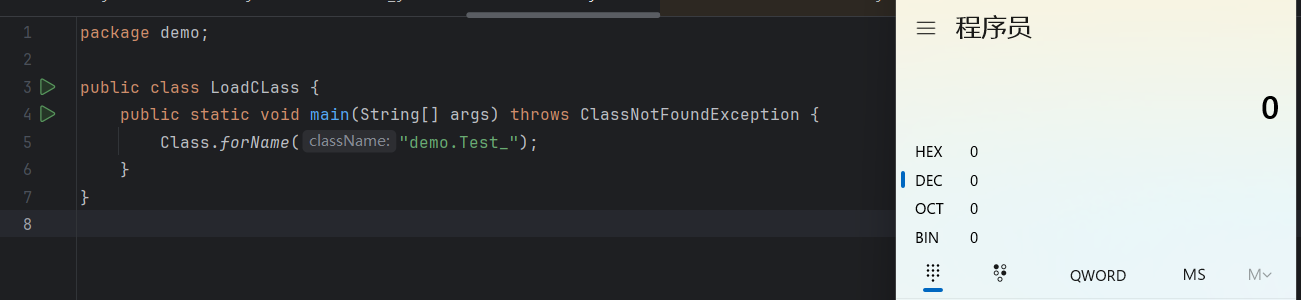 1 package demo;
2
3 public class LoadCLass {
4 public static void main(String[] args) throws ClassNotFoundException {
5 Class.forName( className: "demo.Test_");
6 }
7 }
8
程序员
0
HEX 0
DEC 0
OCT 0
BIN 0
QWORD MS M